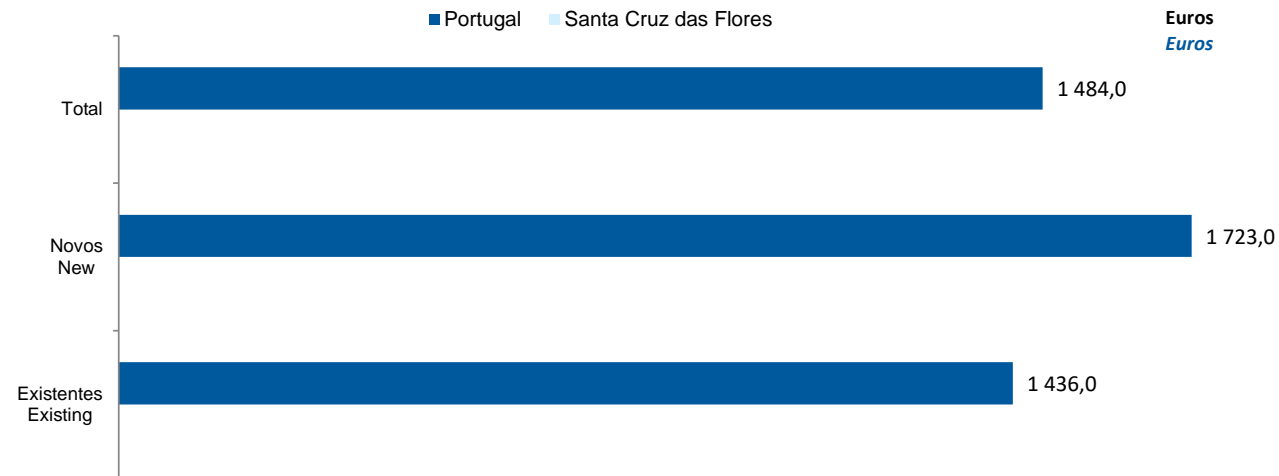 Portugal
Santa Cruz das Flores
Euros
Euros
Total
1 484,0
Novos
New
1 723,0
Existentes
Existing
1 436,0